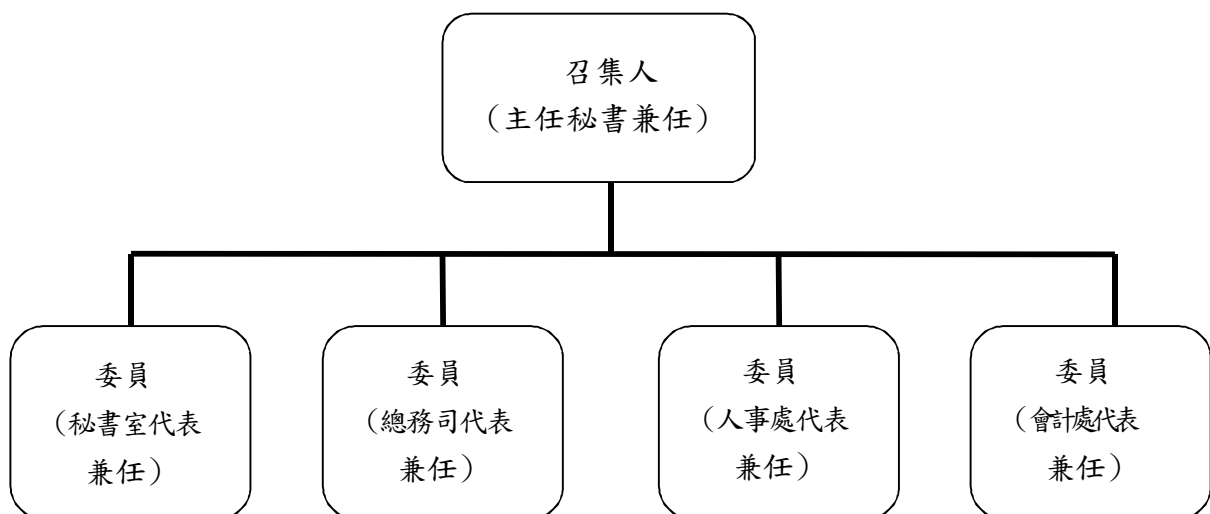 召集人
（主任秘書兼任）
委員
（秘書室代表
兼任）
委員
（總務司代表
兼任）
委員
（人事處代表
兼任）
委員
（會計處代表
兼任）